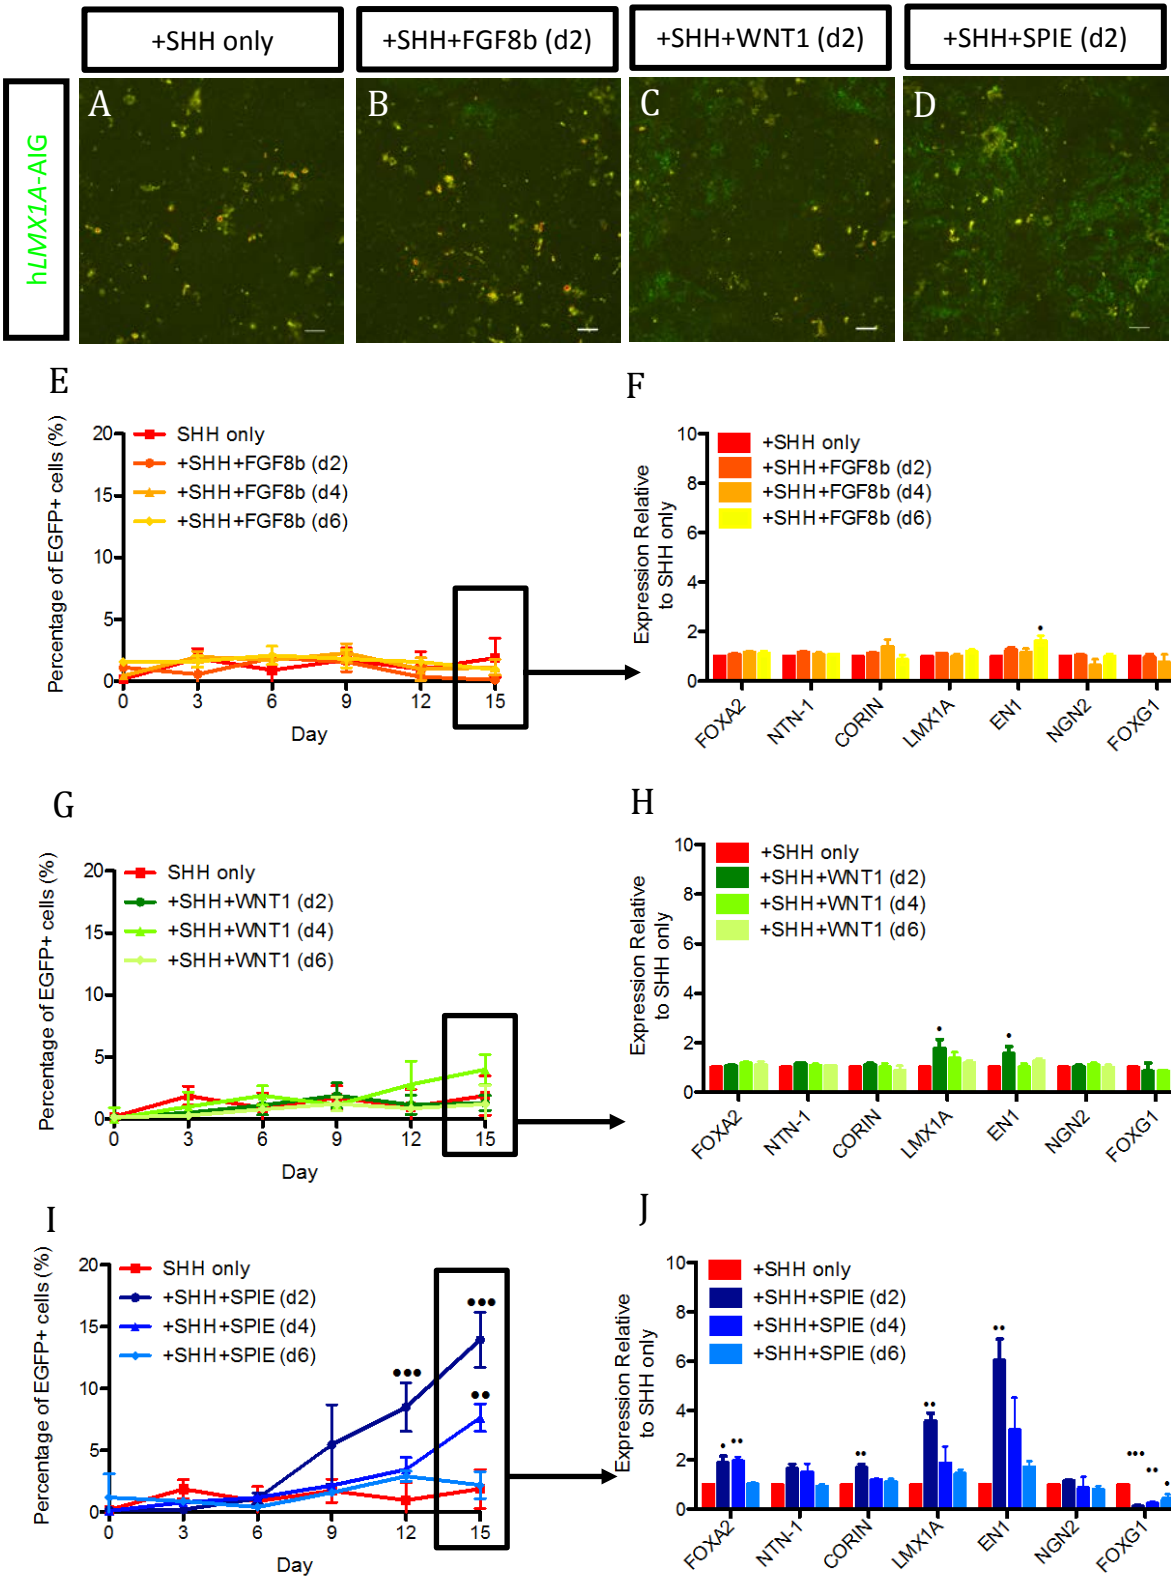 +SHH only
+SHH+FGF8b (d2)
+SHH+WNT1 (d2)
+SHH+SPIE (d2)
hLMX1A-AIG
A
B
C
D
E
Percentage of EGFP+ cells (%)
20
15
10
5
0
SHH only
+SHH+FGF8b (d2)
+SHH+FGF8b (d4)
+SHH+FGF8b (d6)
0 3 6 9 12 15
Day
F
Expression Relative
to SHH only
10
8
6
4
2
0
+SHH only
+SHH+FGF8b (d2)
+SHH+FGF8b (d4)
+SHH+FGF8b (d6)
FOXA2 NTN-1 CORIN LMX1A EN1 NGN2 FOXG1
G
Percentage of EGFP+ cells (%)
20
15
10
5
0
SHH only
+SHH+WNT1 (d2)
+SHH+WNT1 (d4)
+SHH+WNT1 (d6)
0 3 6 9 12 15
Day
H
Expression Relative
to SHH only
10
8
6
4
2
0
+SHH only
+SHH+WNT1 (d2)
+SHH+WNT1 (d4)
+SHH+WNT1 (d6)
FOXA2 NTN-1 CORIN LMX1A EN1 NGN2 FOXG1
I
Percentage of EGFP+ cells (%)
20
15
10
5
0
SHH only
+SHH+SPIE (d2)
+SHH+SPIE (d4)
+SHH+SPIE (d6)
0 3 6 9 12 15
Day
J
Expression Relative
to SHH only
10
8
6
4
2
0
+SHH only
+SHH+SPIE (d2)
+SHH+SPIE (d4)
+SHH+SPIE (d6)
FOXA2 NTN-1 CORIN LMX1A EN1 NGN2 FOXG1